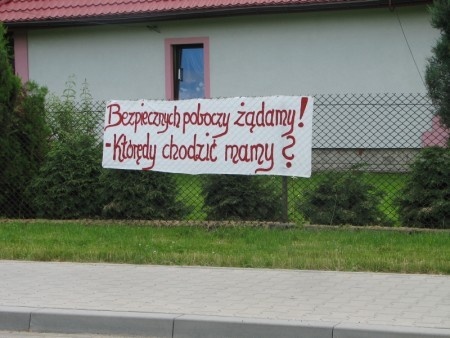 Bezpiecznych poboczy żądamy!
- Którędy chodzić mamy?